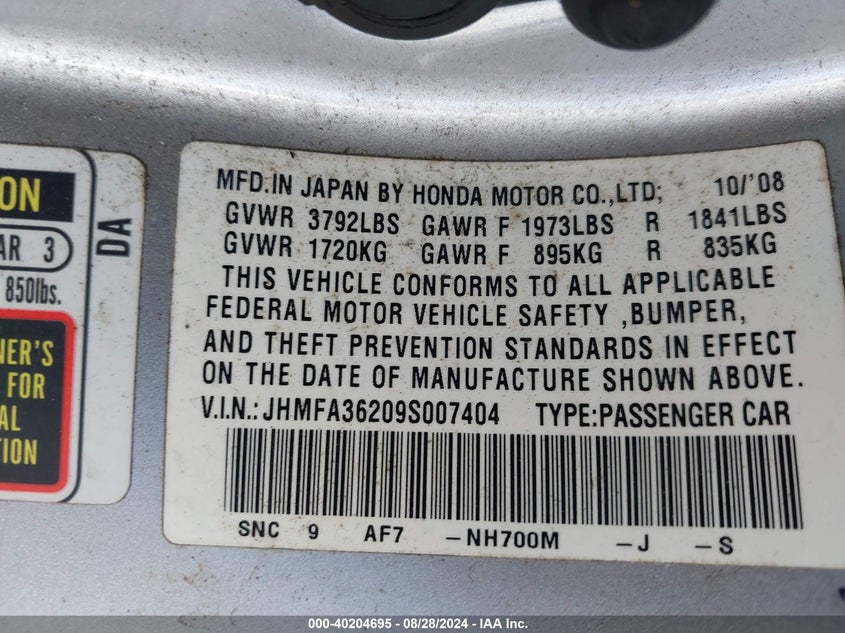 ON
AR 3
850lbs.
NER'S
FOR
AL
TION
DA
MFD.IN JAPAN BY HONDA MOTOR CO.,LTD; 10/'08
GVWR 3792LBS GAWR F 1973LBS R 1841LBS
GVWR 1720KG GAWR F 895KG R 835KG
THIS VEHICLE CONFORMS TO ALL APPLICABLE
FEDERAL MOTOR VEHICLE SAFETY ,BUMPER,
AND THEFT PREVENTION STANDARDS IN EFFECT
ON THE DATE OF MANUFACTURE SHOWN ABOVE.
V.I.N.: JHMFA36209S007404 TYPE:PASSENGER CAR
SNC 9 AF7 -NH700M -J -S
000-40204695 - 08/28/2024 - IAA Inc.